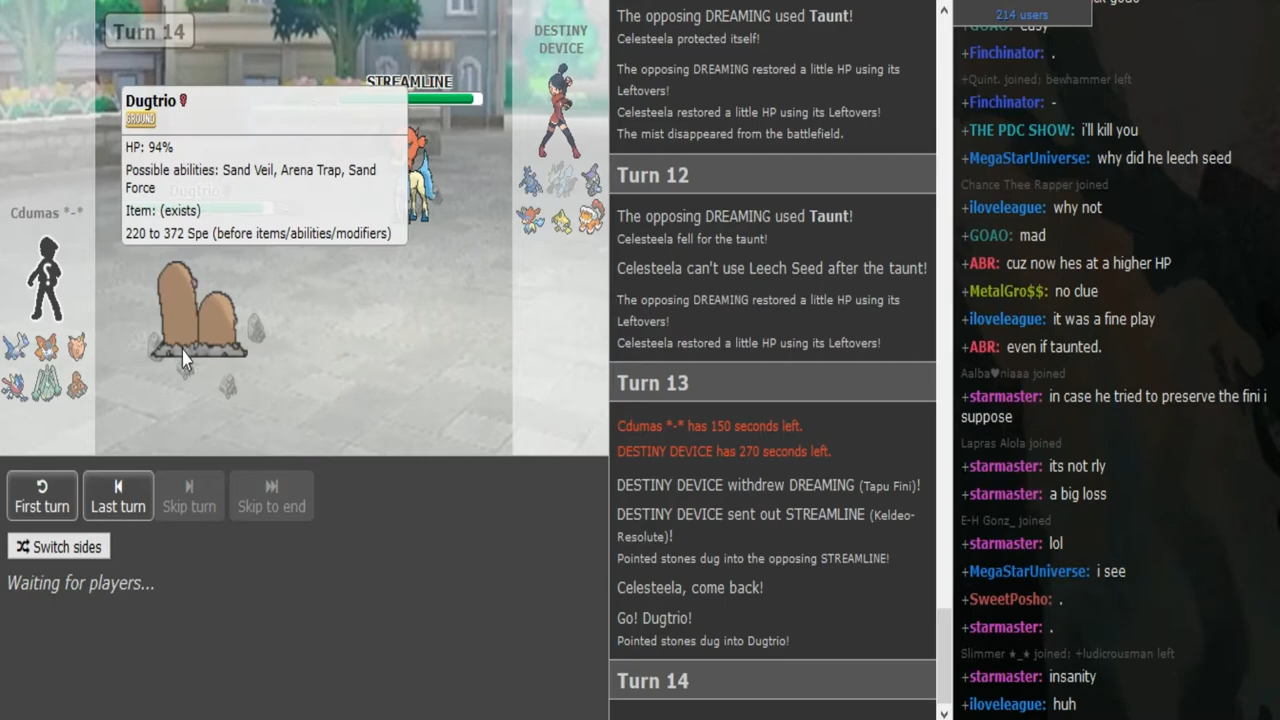 Turn 14
STREAMLINE
Dugtrio
GROUND
HP: 94%
Possible abilities: Sand Veil, Arena Trap, Sand
Force
Item: (exists)
220 to 372 Spe (before items/abilities/modifiers)
Cdumas *-*
DESTINY
DEVICE
First turn
Last turn
Skip turn
Skip to end
Switch sides
Waiting for players...
The opposing DREAMING used Taunt!
Celesteela protected itself!
The opposing DREAMING restored a little HP using its
Leftovers!
Celesteela restored a little HP using its Leftovers!
The mist disappeared from the battlefield.
Turn 12
The opposing DREAMING used Taunt!
Celesteela fell for the taunt!
Celesteela can't use Leech Seed after the taunt!
The opposing DREAMING restored a little HP using its
Leftovers!
Celesteela restored a little HP using its Leftovers!
Turn 13
Cdumas *-* has 150 seconds left.
DESTINY DEVICE has 270 seconds left.
DESTINY DEVICE withdrew DREAMING (Tapu Fini)!
DESTINY DEVICE sent out STREAMLINE (Keldeo-
Resolute)!
Pointed stones dug into the opposing STREAMLINE!
Celesteela, come back!
Go! Dugtrio!
Pointed stones dug into Dugtrio!
Turn 14
214 users
+GOAO: easy
+Finchinator: .
+Quint. joined; bewhammer left
+Finchinator: -
+THE PDC SHOW: i'll kill you
+MegaStarUniverse: why did he leech seed
Chance Thee Rapper joined
+iloveleague: why not
+GOAO: mad
+ABR: cuz now hes at a higher HP
+MetalGro$$: no clue
+iloveleague: it was a fine play
+ABR: even if taunted.
Aalba♥niaaa joined
+starmaster: in case he tried to preserve the fini i
suppose
Lapras Alola joined
+starmaster: its not rly
+starmaster: a big loss
E-H Gonz_ joined
+starmaster: lol
+MegaStarUniverse: i see
+SweetPosho: .
+starmaster: .
Slimmer ★_★ joined; +ludicrousman left
+starmaster: insanity
+iloveleague: huh